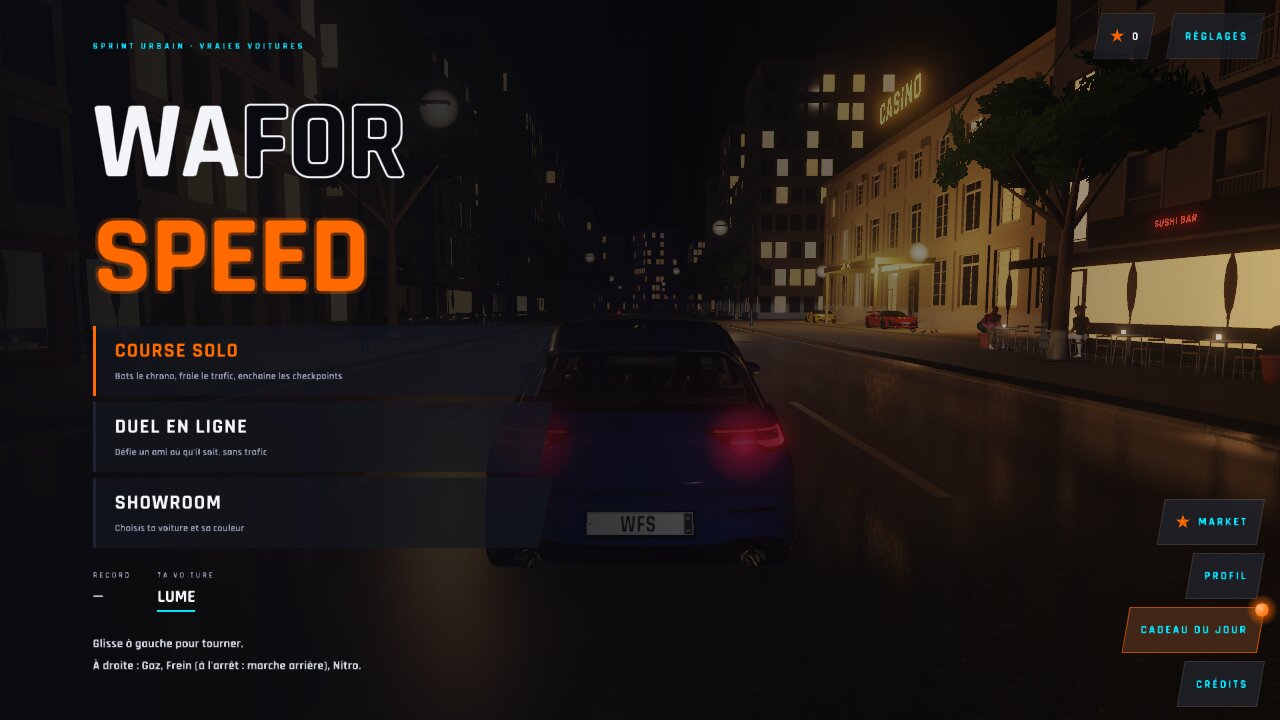 SPRINT URBAIN · VRAIES VOITURES
★ 0
RÉGLAGES
WAFOR
SPEED
CASINO
SUSHI BAR
COURSE SOLO
Bats le chrono, frôle le trafic, enchaîne les checkpoints
DUEL EN LIGNE
Défie un ami où qu'il soit, sans trafic
SHOWROOM
Choisis ta voiture et sa couleur
WFS
★ MARKET
PROFIL
CADEAU DU JOUR
CRÉDITS
RECORD
—
TA VOITURE
LUME
Glisse à gauche pour tourner.
À droite : Gaz, Frein (à l'arrêt : marche arrière), Nitro.